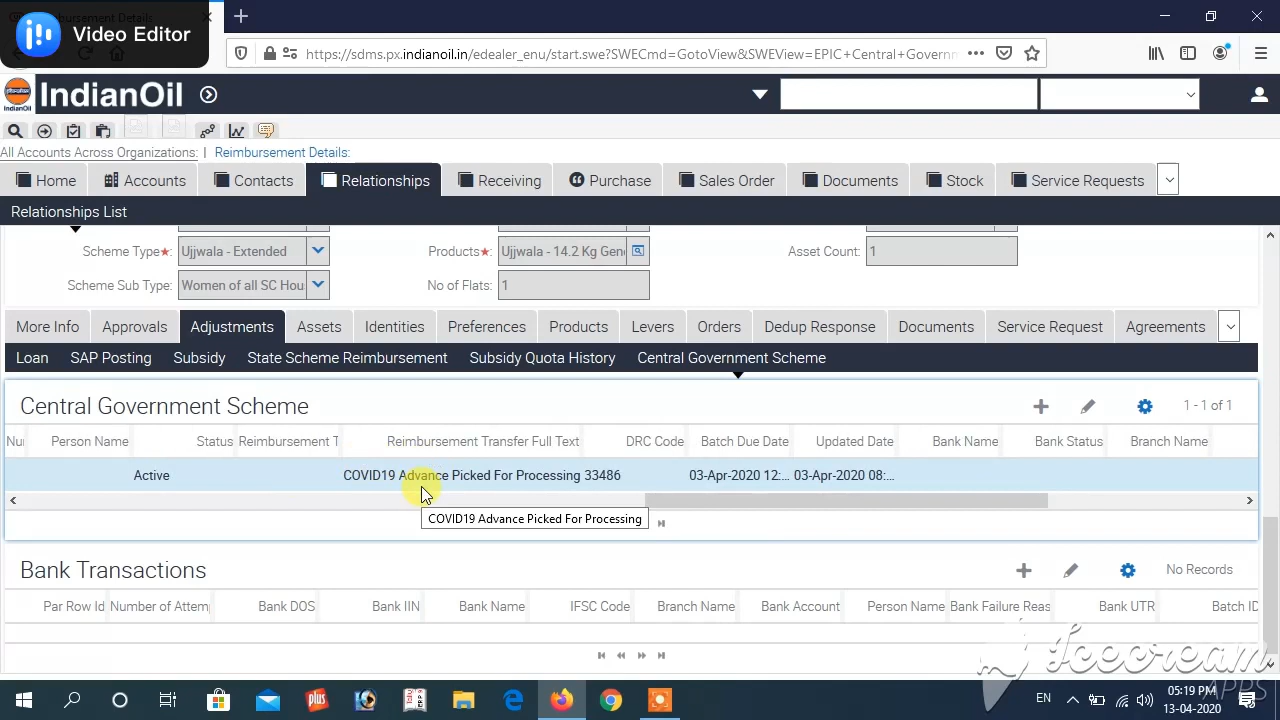 Video Editor
https://sdms.px.indianoil.in/edealer_enu/start.swe?SWECmd=GotoView&SWEView=EPIC+Central+Governm
IndianOil
All Accounts Across Organizations: | Reimbursement Details:
Home Accounts Contacts Relationships Receiving Purchase Sales Order Documents Stock Service Requests
Relationships List
Scheme Type*: Ujjwala - Extended Products*: Ujjwala - 14.2 Kg Gene Asset Count: 1
Scheme Sub Type: Women of all SC Hou No of Flats: 1
More Info Approvals Adjustments Assets Identities Preferences Products Levers Orders Dedup Response Documents Service Request Agreements
Loan SAP Posting Subsidy State Scheme Reimbursement Subsidy Quota History Central Government Scheme
Central Government Scheme 1 - 1 of 1
Nu Person Name Status Reimbursement T Reimbursement Transfer Full Text DRC Code Batch Due Date Updated Date Bank Name Bank Status Branch Name
Active COVID19 Advance Picked For Processing 33486 03-Apr-2020 12:... 03-Apr-2020 08:...
COVID19 Advance Picked For Processing
Bank Transactions No Records
Par Row Id Number of Attem Bank DOS Bank IIN Bank Name IFSC Code Branch Name Bank Account Person Name Bank Failure Reas Bank UTR Batch ID
Icecream
APPS
EN 05:19 PM
13-04-2020